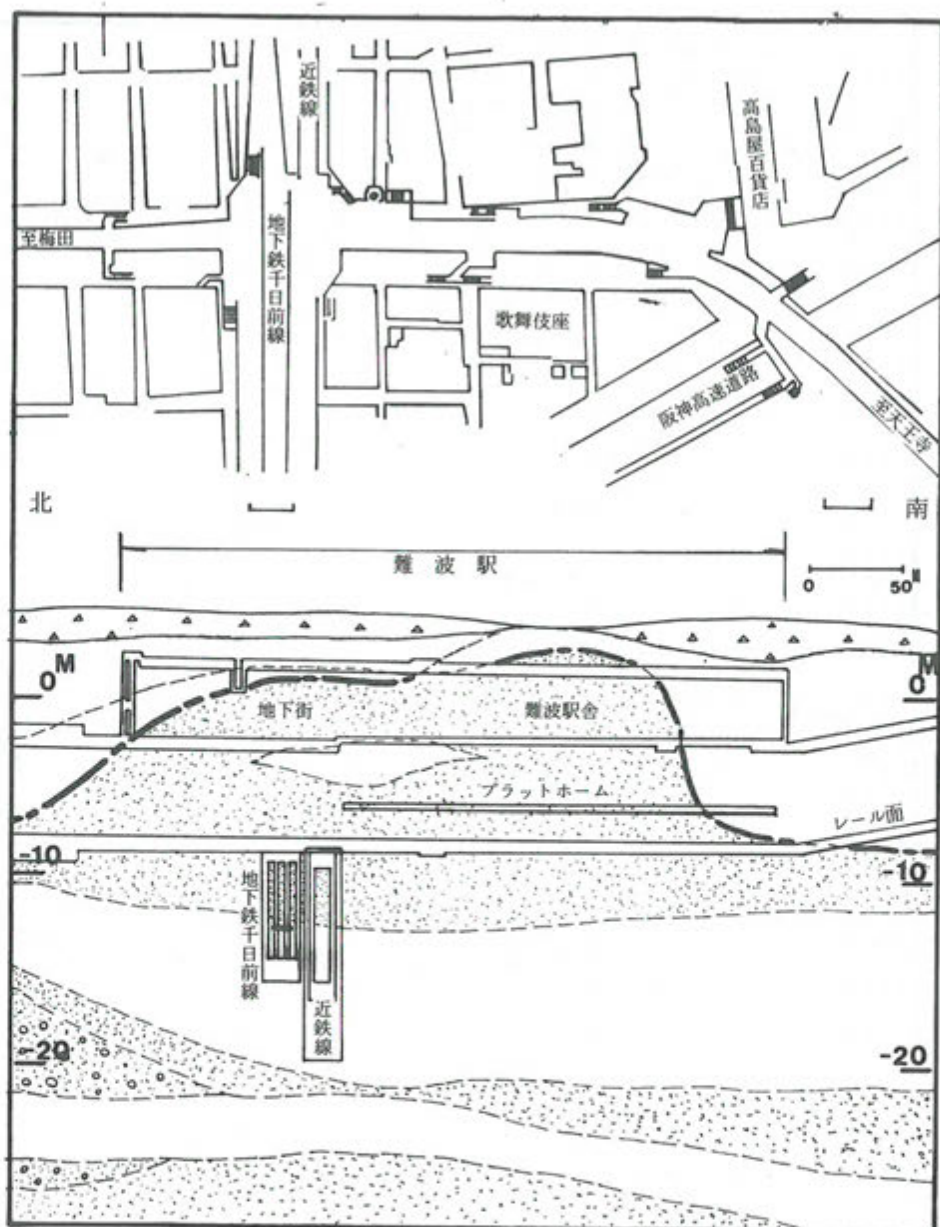 近鉄線
高島屋百貨店
至梅田
地下鉄千日前線
歌舞伎座
阪神高速道路
至天王寺
北
南
難波駅
0 50M
0M
0M
地下街
難波駅舎
プラットホーム
レール面
-10
-10
地下鉄千日前線
近鉄線
-20
-20